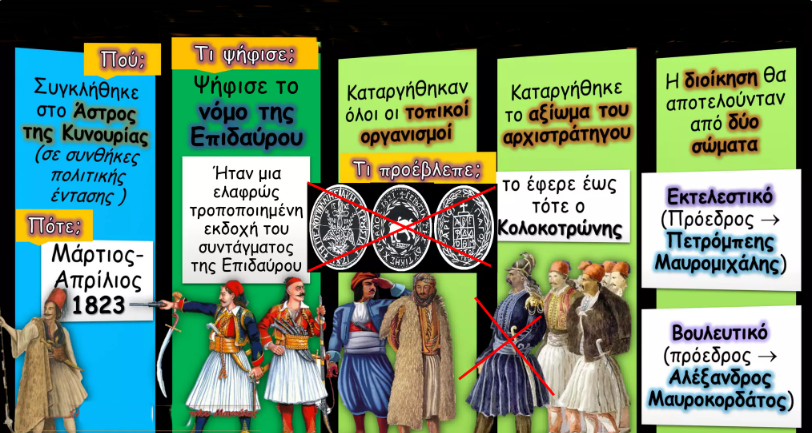 Πού;
Συγκλήθηκε
στο Άστρος
της Κυνουρίας
(σε συνθήκες
πολιτικής
έντασης )
Πότε;
Μάρτιος-
Απρίλιος
1823
Τι ψήφισε;
Ψήφισε το
νόμο της
Επιδαύρου
Ήταν μια
ελαφρώς
τροποποιημένη
εκδοχή του
συντάγματος
της Επιδαύρου
Καταργήθηκαν
όλοι οι τοπικοί
οργανισμοί
Τι προέβλεπε;
Καταργήθηκε
το αξίωμα του
αρχιστράτηγου
το έφερε έως
τότε ο
Κολοκοτρώνης
Η διοίκηση θα
αποτελούνταν
από δύο
σώματα
Εκτελεστικό
(Πρόεδρος →
Πετρόμπεης
Μαυρομιχάλης)
Βουλευτικό
(πρόεδρος →
Αλέξανδρος
Μαυροκορδάτος)